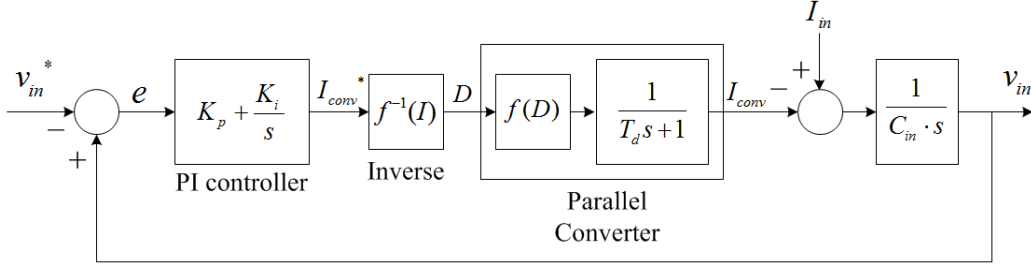 I_in
v_in* − + e
K_p + K_i/s
PI controller
I_conv*
f⁻¹(I)
Inverse
D
f(D)
1/(T_d s + 1)
Parallel
Converter
I_conv − +
1/(C_in · s)
v_in